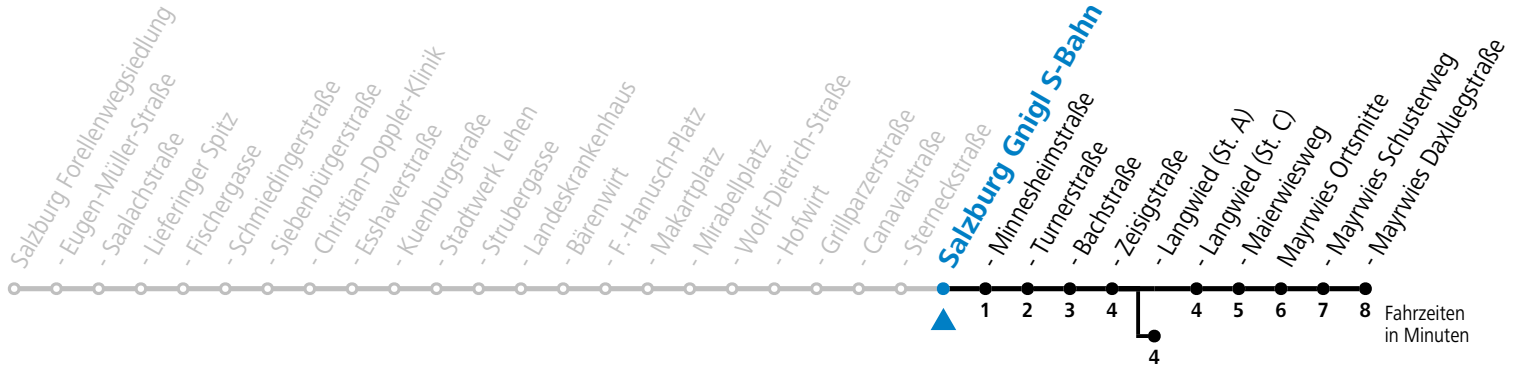 Salzburg Forellenwegsiedlung
- Eugen-Müller-Straße
- Saalachstraße
- Lieferinger Spitz
- Fischergasse
- Schmiedingerstraße
- Siebenbürgerstraße
- Christian-Doppler-Klinik
- Esshaverstraße
- Kuenburgstraße
- Stadtwerk Lehen
- Strubergasse
- Landeskrankenhaus
- Bärenwirt
- F.-Hanusch-Platz
- Makartplatz
- Mirabellplatz
- Wolf-Dietrich-Straße
- Hofwirt
- Grillparzerstraße
- Canavalstraße
- Sterneckstraße
Salzburg Gnigl S-Bahn
- Minnesheimstraße
- Turnerstraße
- Bachstraße
- Zeisigstraße
- Langwied (St. A)
- Langwied (St. C)
- Maierwiesweg
Mayrwies Ortsmitte
- Mayrwies Schusterweg
- Mayrwies Daxluegstraße
1 2 3 4 4 5 6 7 8
4
Fahrzeiten
in Minuten